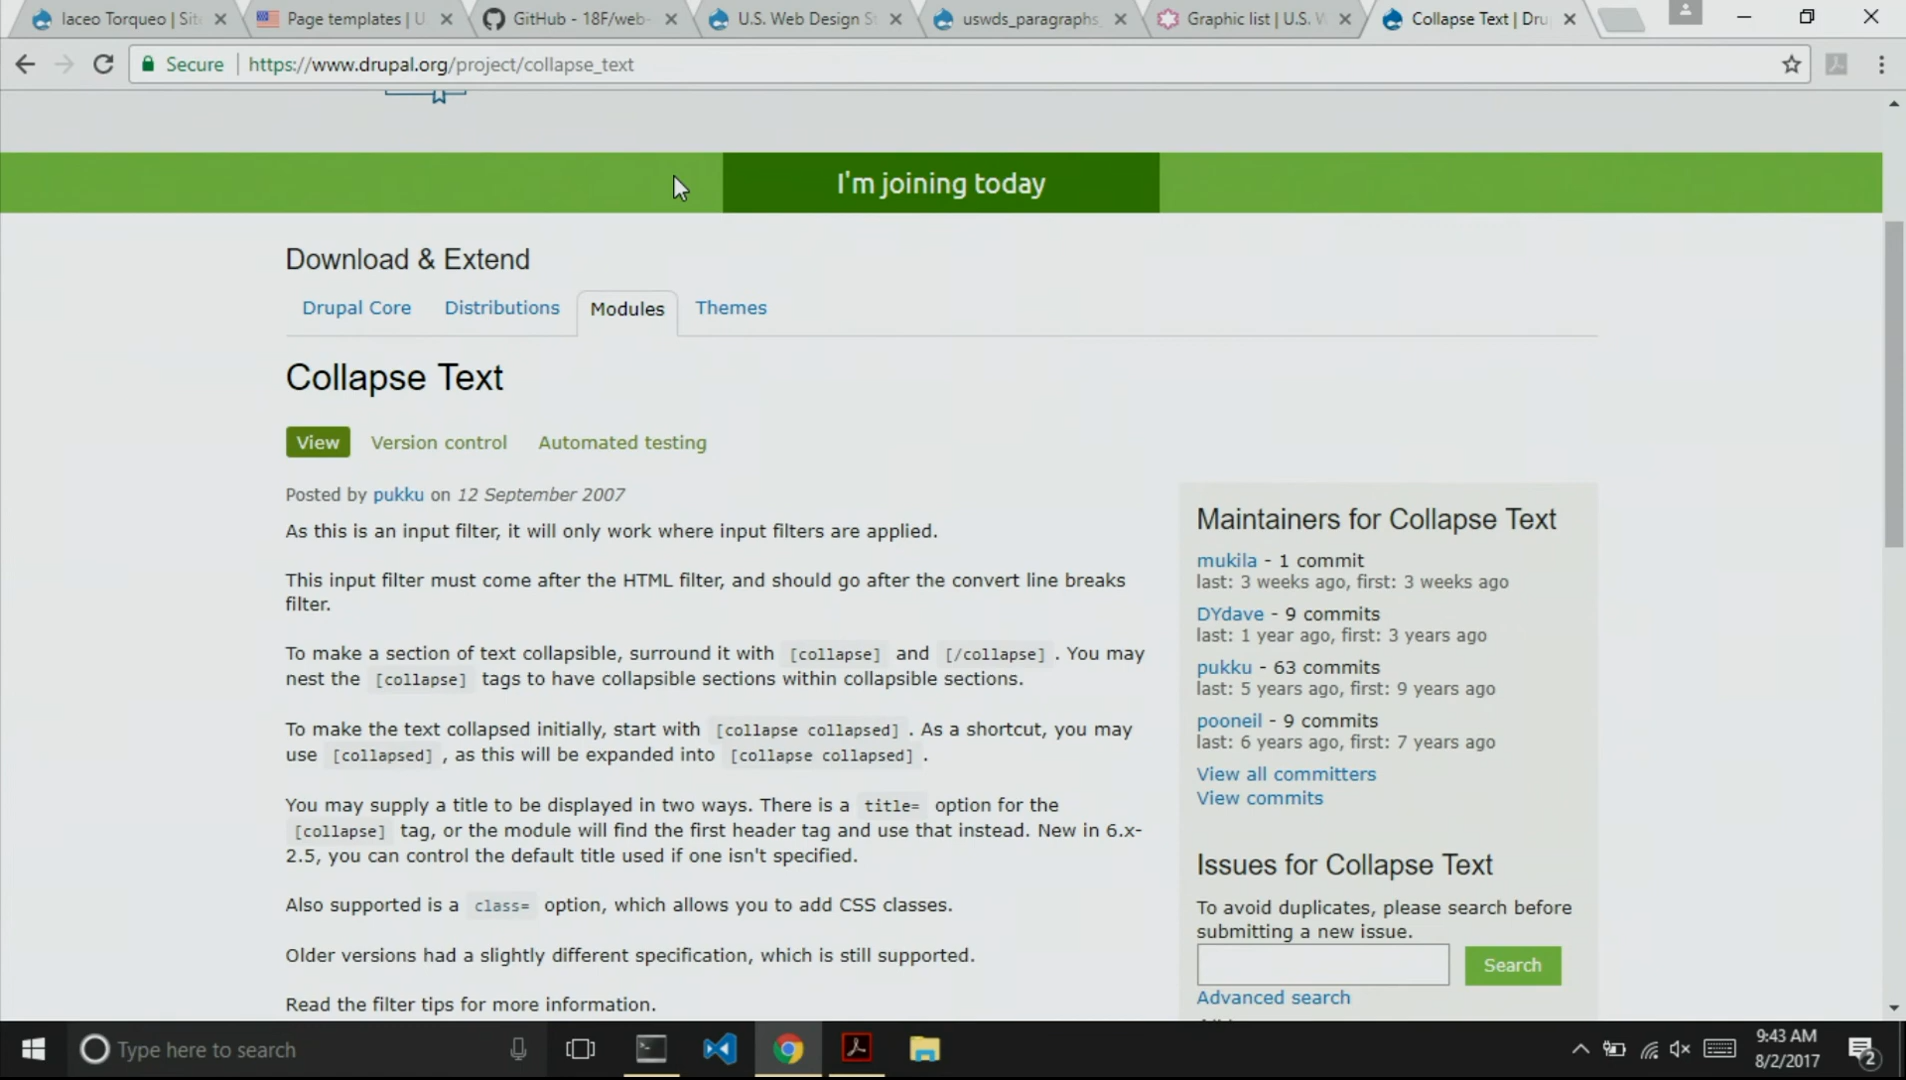 laceo Torqueo | Sit
Page templates | U
GitHub - 18F/web-
U.S. Web Design S
uswds_paragraphs
Graphic list | U.S. W
Collapse Text | Dru
Secure
https://www.drupal.org/project/collapse_text
I'm joining today
Download & Extend
Drupal Core
Distributions
Modules
Themes
Collapse Text
View
Version control
Automated testing
Posted by pukku on 12 September 2007
As this is an input filter, it will only work where input filters are applied.
This input filter must come after the HTML filter, and should go after the convert line breaks
filter.
To make a section of text collapsible, surround it with [collapse] and [/collapse] . You may
nest the [collapse] tags to have collapsible sections within collapsible sections.
To make the text collapsed initially, start with [collapse collapsed] . As a shortcut, you may
use [collapsed] , as this will be expanded into [collapse collapsed] .
You may supply a title to be displayed in two ways. There is a title= option for the
[collapse] tag, or the module will find the first header tag and use that instead. New in 6.x-
2.5, you can control the default title used if one isn't specified.
Also supported is a class= option, which allows you to add CSS classes.
Older versions had a slightly different specification, which is still supported.
Read the filter tips for more information.
Maintainers for Collapse Text
mukila - 1 commit
last: 3 weeks ago, first: 3 weeks ago
DYdave - 9 commits
last: 1 year ago, first: 3 years ago
pukku - 63 commits
last: 5 years ago, first: 9 years ago
pooneil - 9 commits
last: 6 years ago, first: 7 years ago
View all committers
View commits
Issues for Collapse Text
To avoid duplicates, please search before
submitting a new issue.
Search
Advanced search
Type here to search
9:43 AM
8/2/2017
2